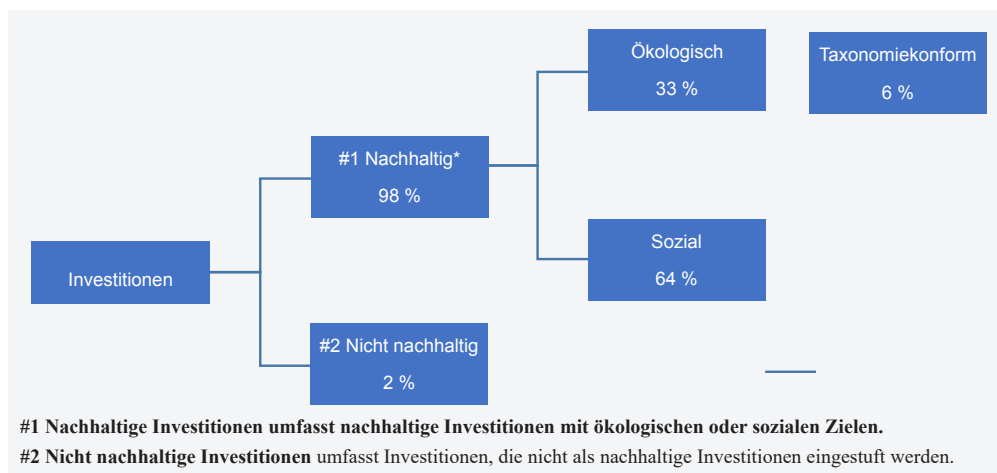 Ökologisch
33 %
Taxonomiekonform
6 %
#1 Nachhaltig*
98 %
Sozial
64 %
Investitionen
#2 Nicht nachhaltig
2 %
#1 Nachhaltige Investitionen umfasst nachhaltige Investitionen mit ökologischen oder sozialen Zielen.
#2 Nicht nachhaltige Investitionen umfasst Investitionen, die nicht als nachhaltige Investitionen eingestuft werden.